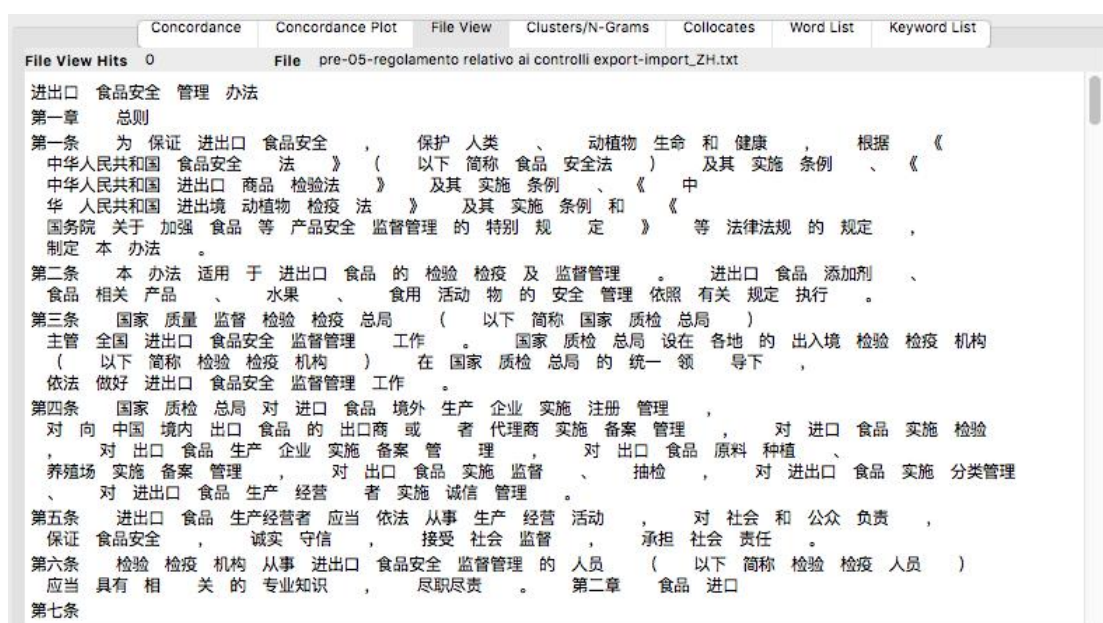 Concordance Concordance Plot File View Clusters/N-Grams Collocates Word List Keyword List
File View Hits 0 File pre-05-regolamento relativo ai controlli export-import_ZH.txt
进出口 食品安全 管理 办法
第一章 总则
第一条 为 保证 进出口 食品安全 , 保护 人类 、 动植物 生命 和 健康 , 根据 《
中华人民共和国 食品安全 法 》 ( 以下 简称 食品 安全法 ) 及其 实施 条例 、 《
中华人民共和国 进出口 商品 检验法 》 及其 实施 条例 、 《 中
华 人民共和国 进出境 动植物 检疫 法 》 及其 实施 条例 和 《
国务院 关于 加强 食品 等 产品安全 监督管理 的 特别 规 定 》 等 法律法规 的 规定 ,
制定 本 办法 。
第二条 本 办法 适用 于 进出口 食品 的 检验 检疫 及 监督管理 。 进出口 食品 添加剂 、
食品 相关 产品 、 水果 、 食用 活动 物 的 安全 管理 依照 有关 规定 执行 。
第三条 国家 质量 监督 检验 检疫 总局 ( 以下 简称 国家 质检 总局 )
主管 全国 进出口 食品安全 监督管理 工作 。 国家 质检 总局 设在 各地 的 出入境 检验 检疫 机构
( 以下 简称 检验 检疫 机构 ) 在 国家 质检 总局 的 统一 领 导下 ,
依法 做好 进出口 食品安全 监督管理 工作 。
第四条 国家 质检 总局 对 进口 食品 境外 生产 企业 实施 注册 管理 ,
对 向 中国 境内 出口 食品 的 出口商 或 者 代理商 实施 备案 管理 , 对 进口 食品 实施 检验
, 对 出口 食品 生产 企业 实施 备案 管 理 , 对 出口 食品 原料 种植 、
养殖场 实施 备案 管理 , 对 出口 食品 实施 监督 、 抽检 , 对 进出口 食品 实施 分类管理
、 对 进出口 食品 生产 经营 者 实施 诚信 管理 。
第五条 进出口 食品 生产经营者 应当 依法 从事 生产 经营 活动 , 对 社会 和 公众 负责 ,
保证 食品安全 , 诚实 守信 , 接受 社会 监督 , 承担 社会 责任 。
第六条 检验 检疫 机构 从事 进出口 食品安全 监督管理 的 人员 ( 以下 简称 检验 检疫 人员 )
应当 具有 相 关 的 专业知识 , 尽职尽责 。 第二章 食品 进口
第七条